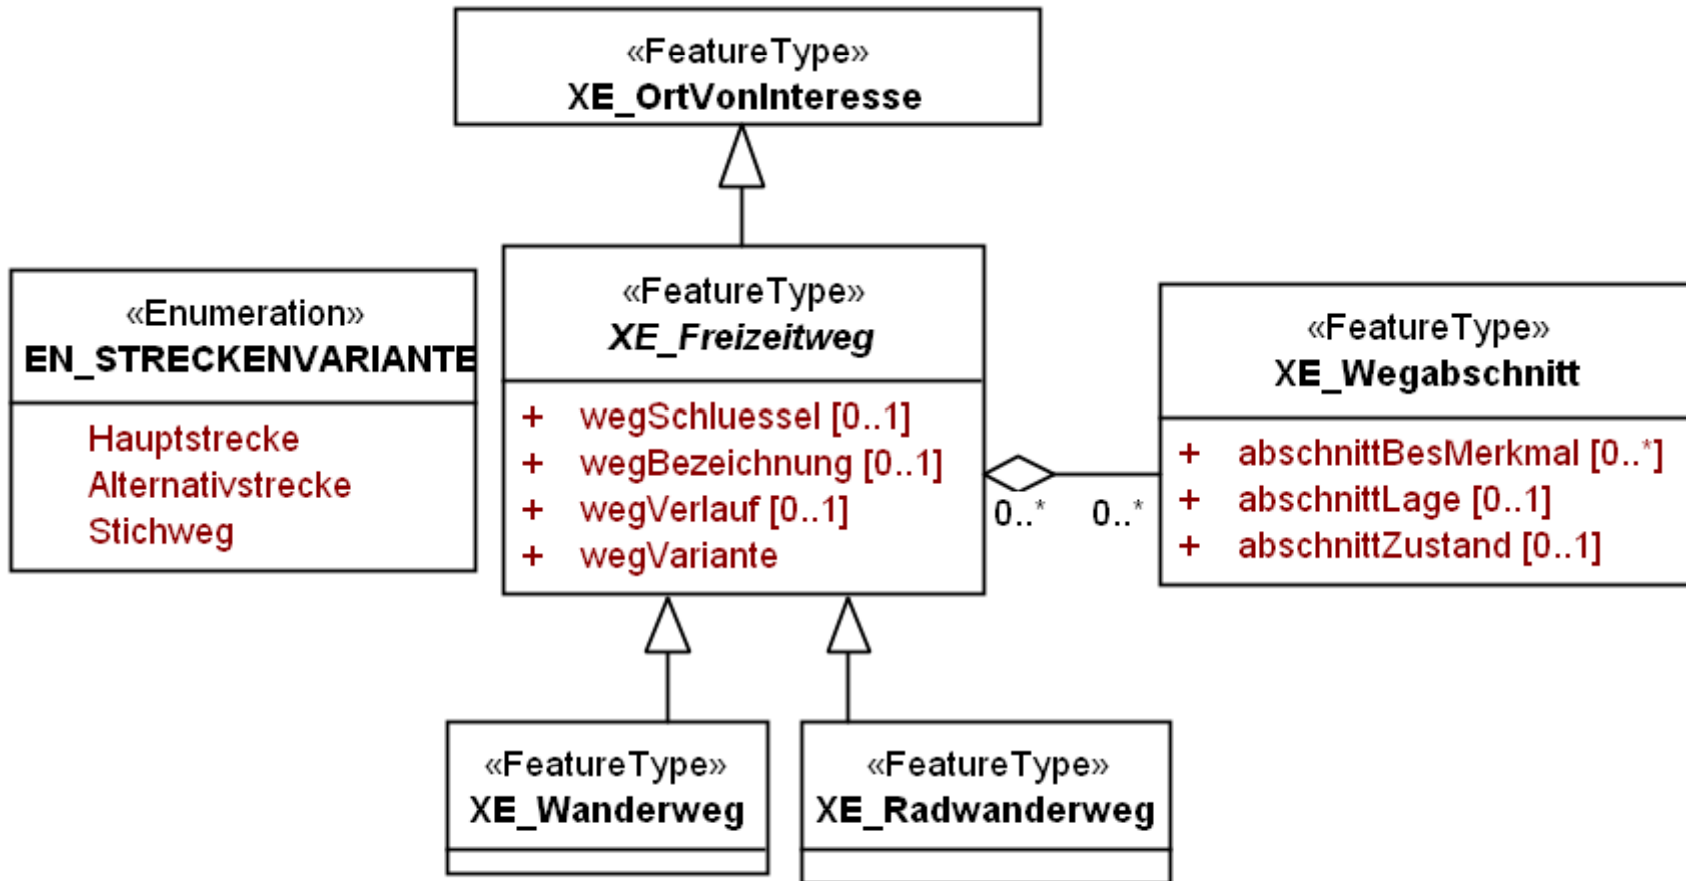 «FeatureType»
XE_OrtVonInteresse
«Enumeration»
EN_STRECKENVARIANTE
Hauptstrecke
Alternativstrecke
Stichweg
«FeatureType»
XE_Freizeitweg
+ wegSchluessel [0..1]
+ wegBezeichnung [0..1]
+ wegVerlauf [0..1]
+ wegVariante
0..* 0..*
«FeatureType»
XE_Wegabschnitt
+ abschnittBesMerkmal [0..*]
+ abschnittLage [0..1]
+ abschnittZustand [0..1]
«FeatureType»
XE_Wanderweg
«FeatureType»
XE_Radwanderweg